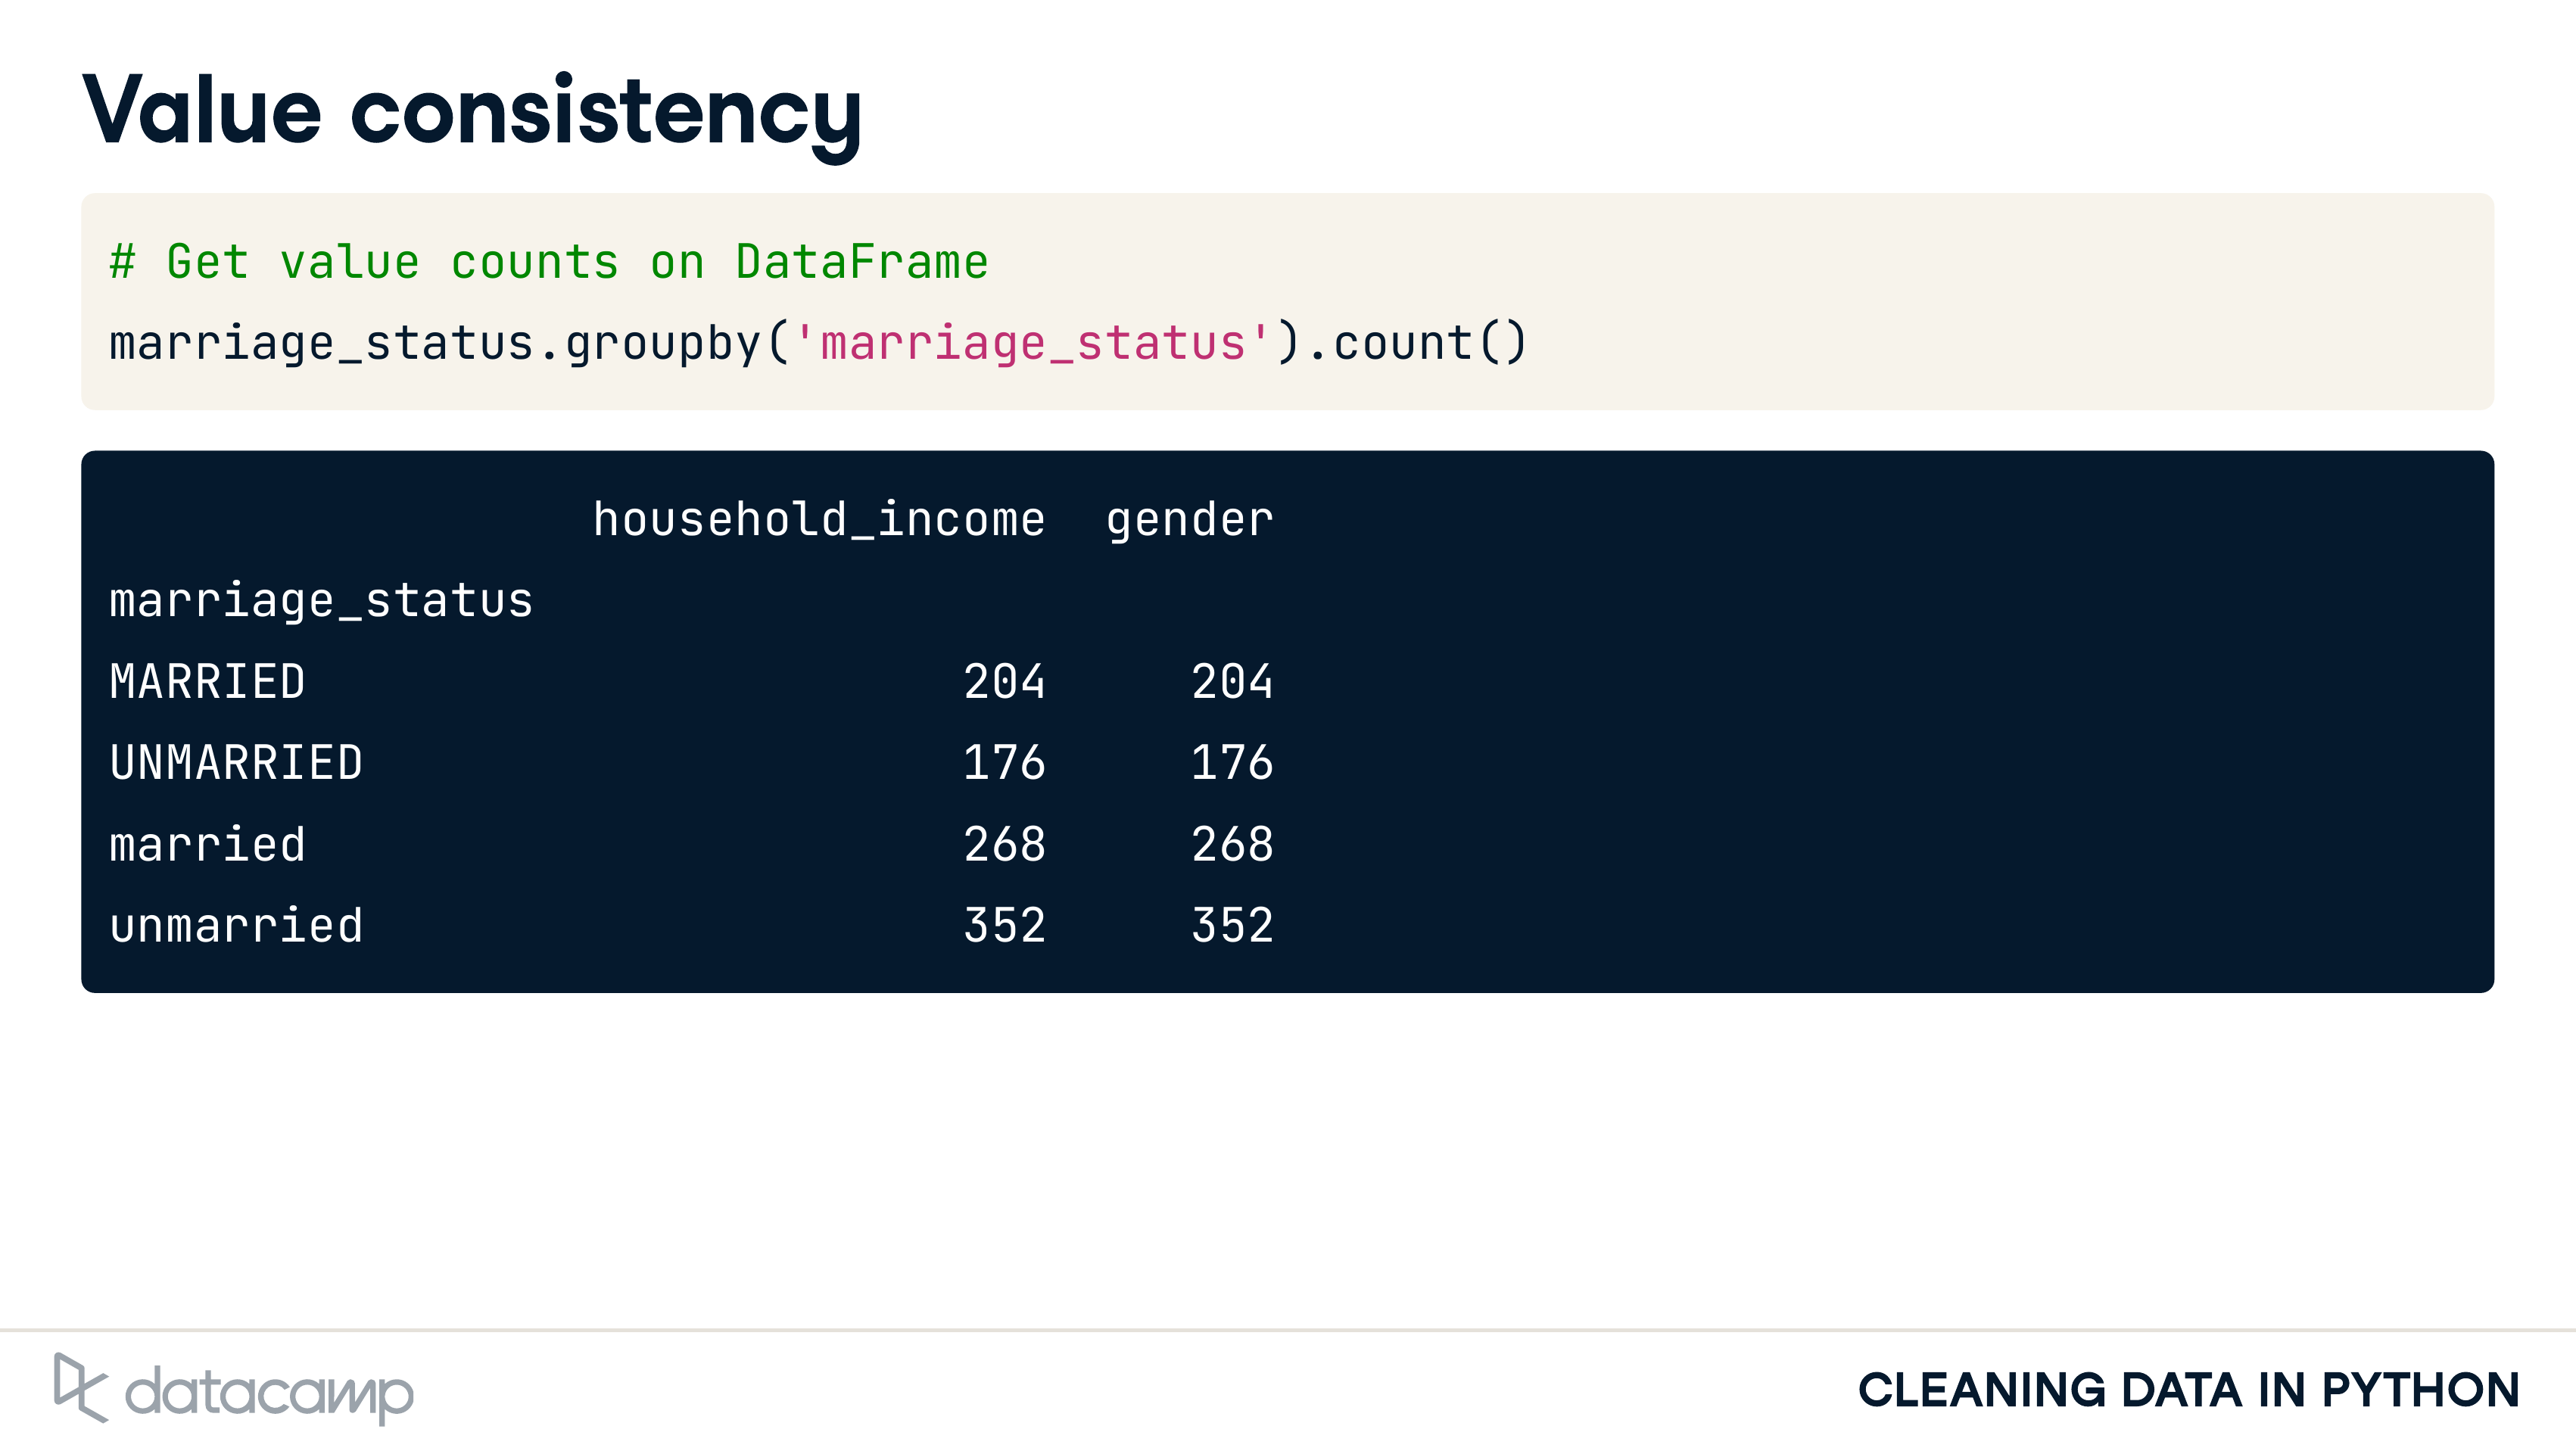 Value consistency
# Get value counts on DataFrame
marriage_status.groupby('marriage_status').count()
household_income gender
marriage_status
MARRIED 204 204
UNMARRIED 176 176
married 268 268
unmarried 352 352
datacamp
CLEANING DATA IN PYTHON